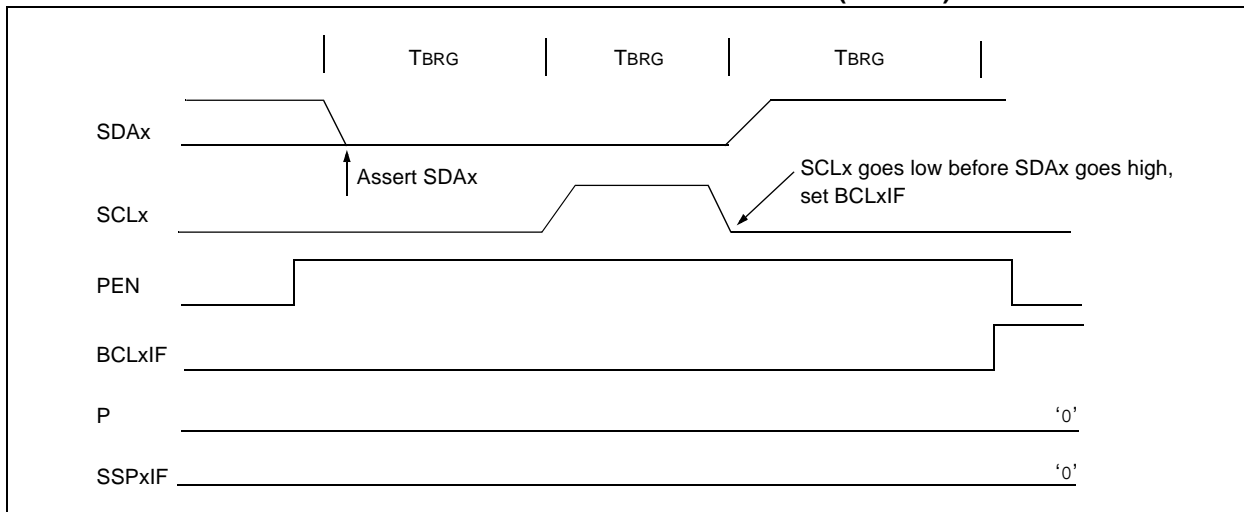 TBRG TBRG TBRG
SDAx
Assert SDAx
SCLx goes low before SDAx goes high,
set BCLxIF
SCLx
PEN
BCLxIF
P
‘0’
SSPxIF
‘0’